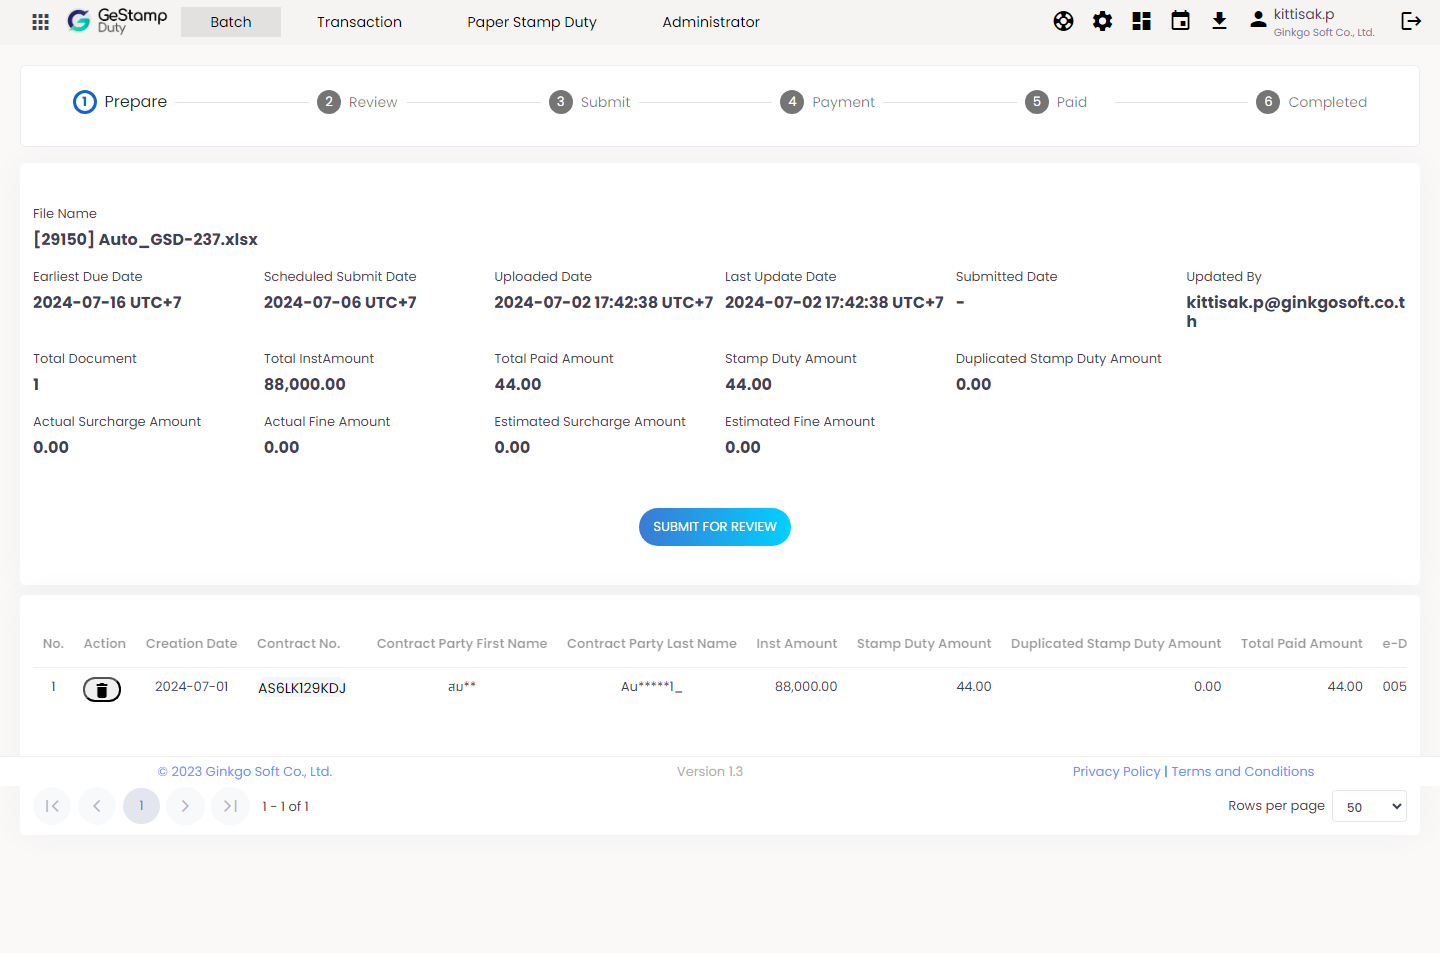 GeStamp
Duty
Batch
Transaction
Paper Stamp Duty
Administrator
kittisak.p
Ginkgo Soft Co., Ltd.
1 Prepare
2 Review
3 Submit
4 Payment
5 Paid
6 Completed
File Name
[29150] Auto_GSD-237.xlsx
Earliest Due Date
2024-07-16 UTC+7
Scheduled Submit Date
2024-07-06 UTC+7
Uploaded Date
2024-07-02 17:42:38 UTC+7
Last Update Date
2024-07-02 17:42:38 UTC+7
Submitted Date
-
Updated By
kittisak.p@ginkgosoft.co.t
h
Total Document
1
Total InstAmount
88,000.00
Total Paid Amount
44.00
Stamp Duty Amount
44.00
Duplicated Stamp Duty Amount
0.00
Actual Surcharge Amount
0.00
Actual Fine Amount
0.00
Estimated Surcharge Amount
0.00
Estimated Fine Amount
0.00
SUBMIT FOR REVIEW
No. Action Creation Date Contract No. Contract Party First Name Contract Party Last Name Inst Amount Stamp Duty Amount Duplicated Stamp Duty Amount Total Paid Amount e-D
1 2024-07-01 AS6LK129KDJ สบ** Au*****1_ 88,000.00 44.00 0.00 44.00 005
© 2023 Ginkgo Soft Co., Ltd.
Version 1.3
Privacy Policy | Terms and Conditions
1
1 - 1 of 1
Rows per page 50